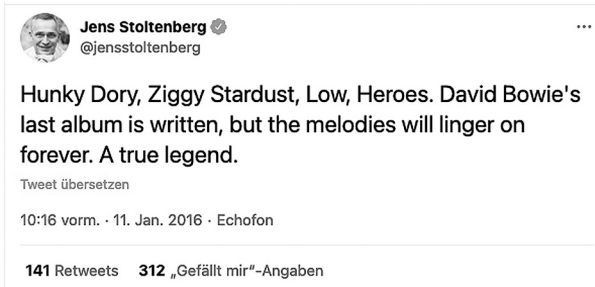 Jens Stoltenberg
@jensstoltenberg
Hunky Dory, Ziggy Stardust, Low, Heroes. David Bowie's
last album is written, but the melodies will linger on
forever. A true legend.
Tweet übersetzen
10:16 vorm. · 11. Jan. 2016 · Echofon
141 Retweets 312 „Gefällt mir“-Angaben